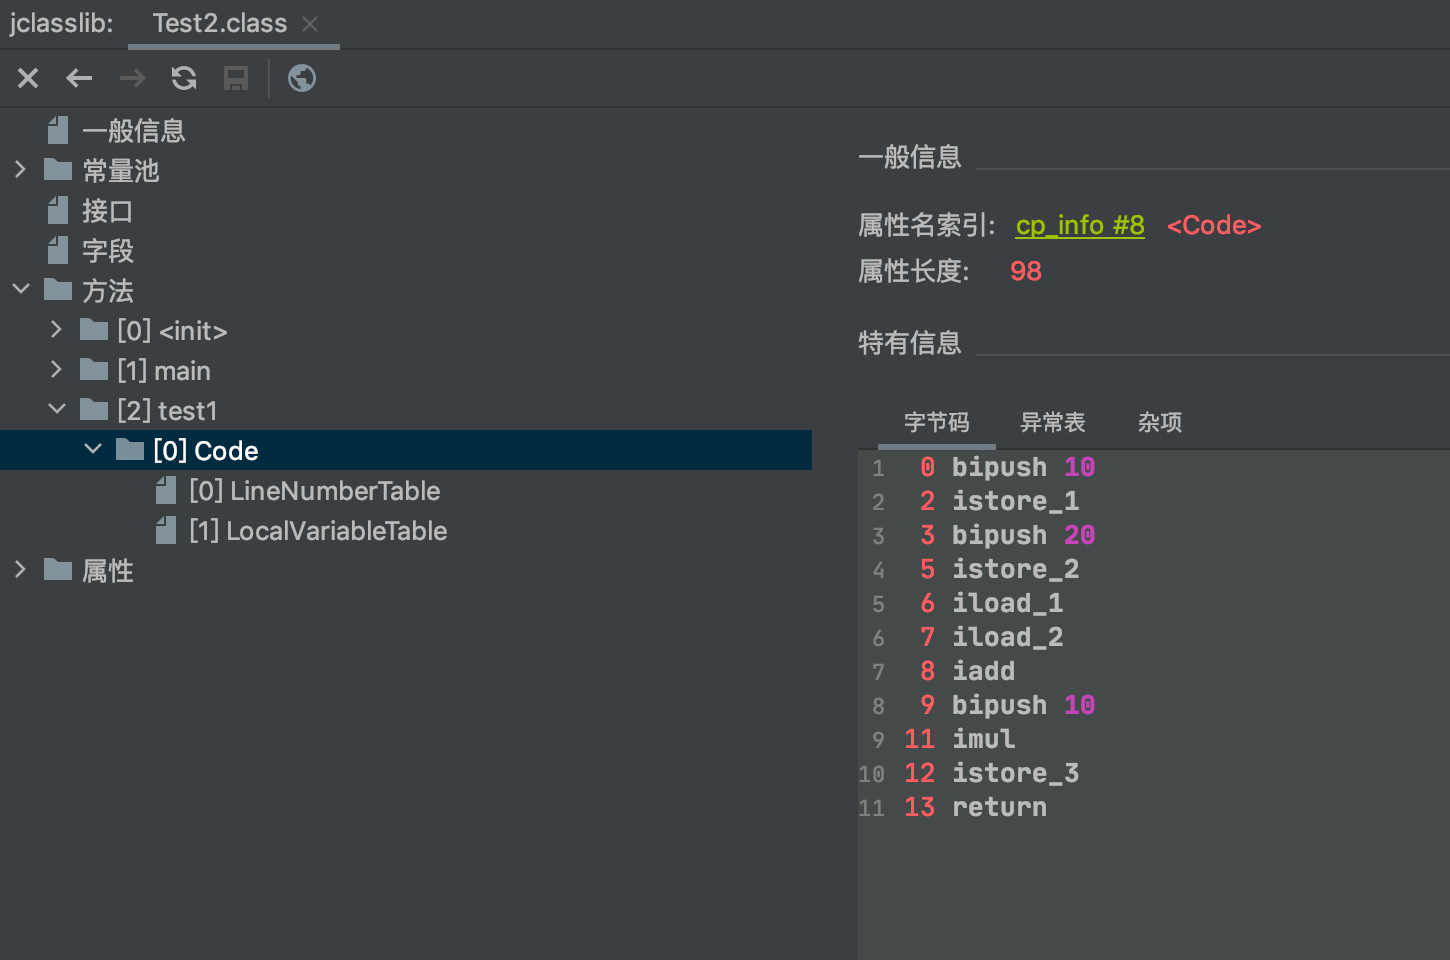 jclasslib: Test2.class
一般信息
常量池
接口
字段
方法
[0] <init>
[1] main
[2] test1
[0] Code
[0] LineNumberTable
[1] LocalVariableTable
属性
一般信息
属性名索引: cp_info #8 <Code>
属性长度: 98
特有信息
字节码 异常表 杂项
1 0 bipush 10
2 2 istore_1
3 3 bipush 20
4 5 istore_2
5 6 iload_1
6 7 iload_2
7 8 iadd
8 9 bipush 10
9 11 imul
10 12 istore_3
11 13 return